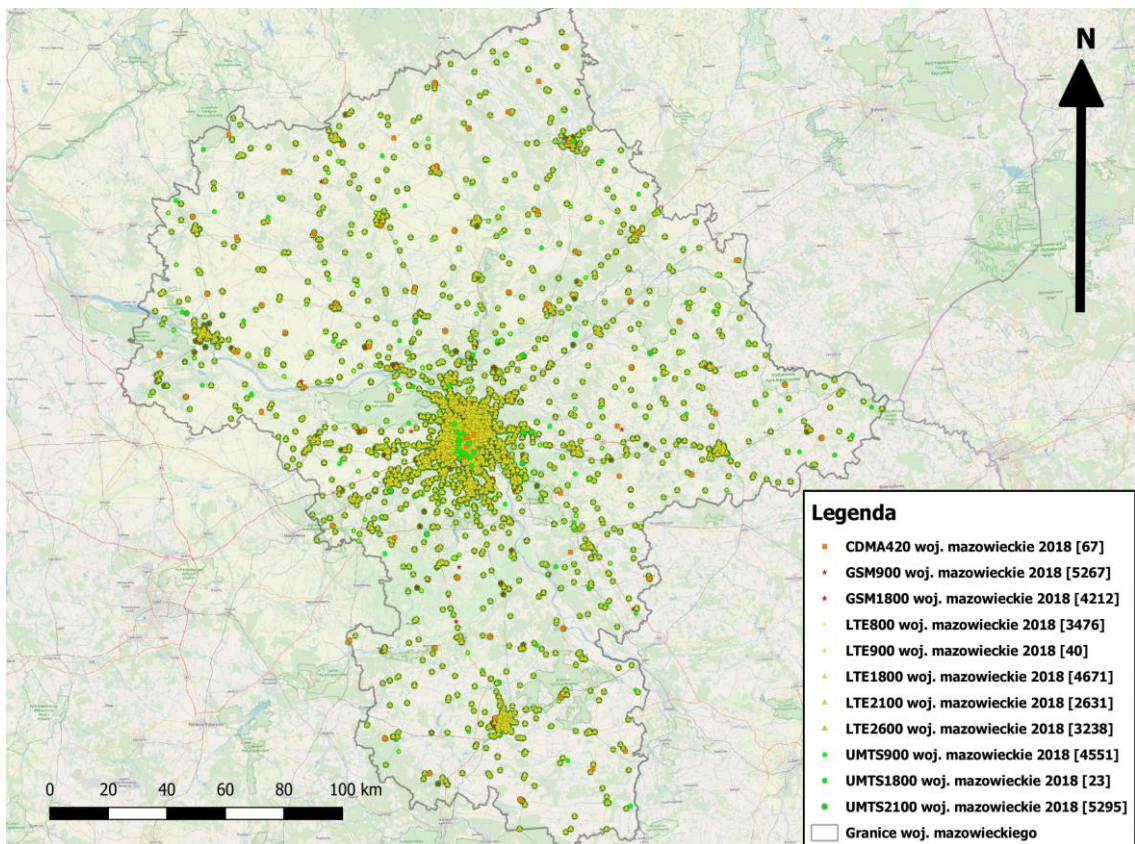 N
Legenda
CDMA420 woj. mazowieckie 2018 [67]
GSM900 woj. mazowieckie 2018 [5267]
GSM1800 woj. mazowieckie 2018 [4212]
LTE800 woj. mazowieckie 2018 [3476]
LTE900 woj. mazowieckie 2018 [40]
LTE1800 woj. mazowieckie 2018 [4671]
LTE2100 woj. mazowieckie 2018 [2631]
LTE2600 woj. mazowieckie 2018 [3238]
UMTS900 woj. mazowieckie 2018 [4551]
UMTS1800 woj. mazowieckie 2018 [23]
UMTS2100 woj. mazowieckie 2018 [5295]
Granice woj. mazowieckiego
0 20 40 60 80 100 km